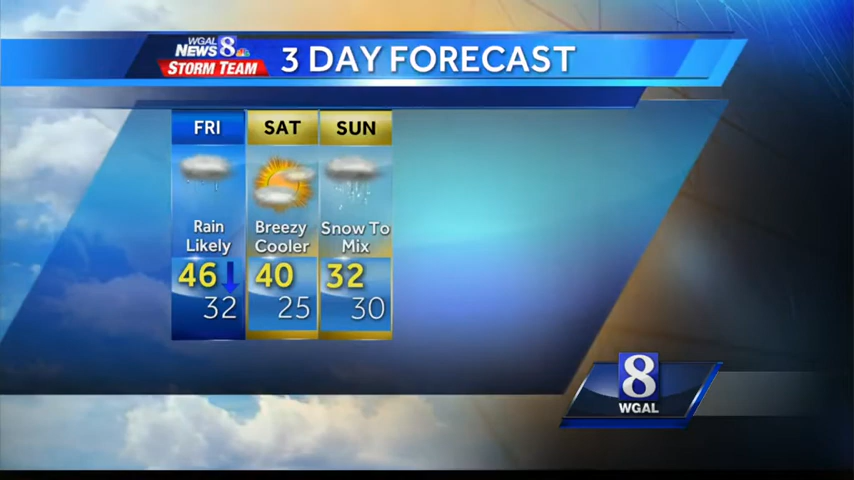 WGAL
NEWS 8
STORM TEAM
3 DAY FORECAST
FRI SAT SUN
Rain Likely
Breezy Cooler
Snow To Mix
46 40 32
32 25 30
8
WGAL